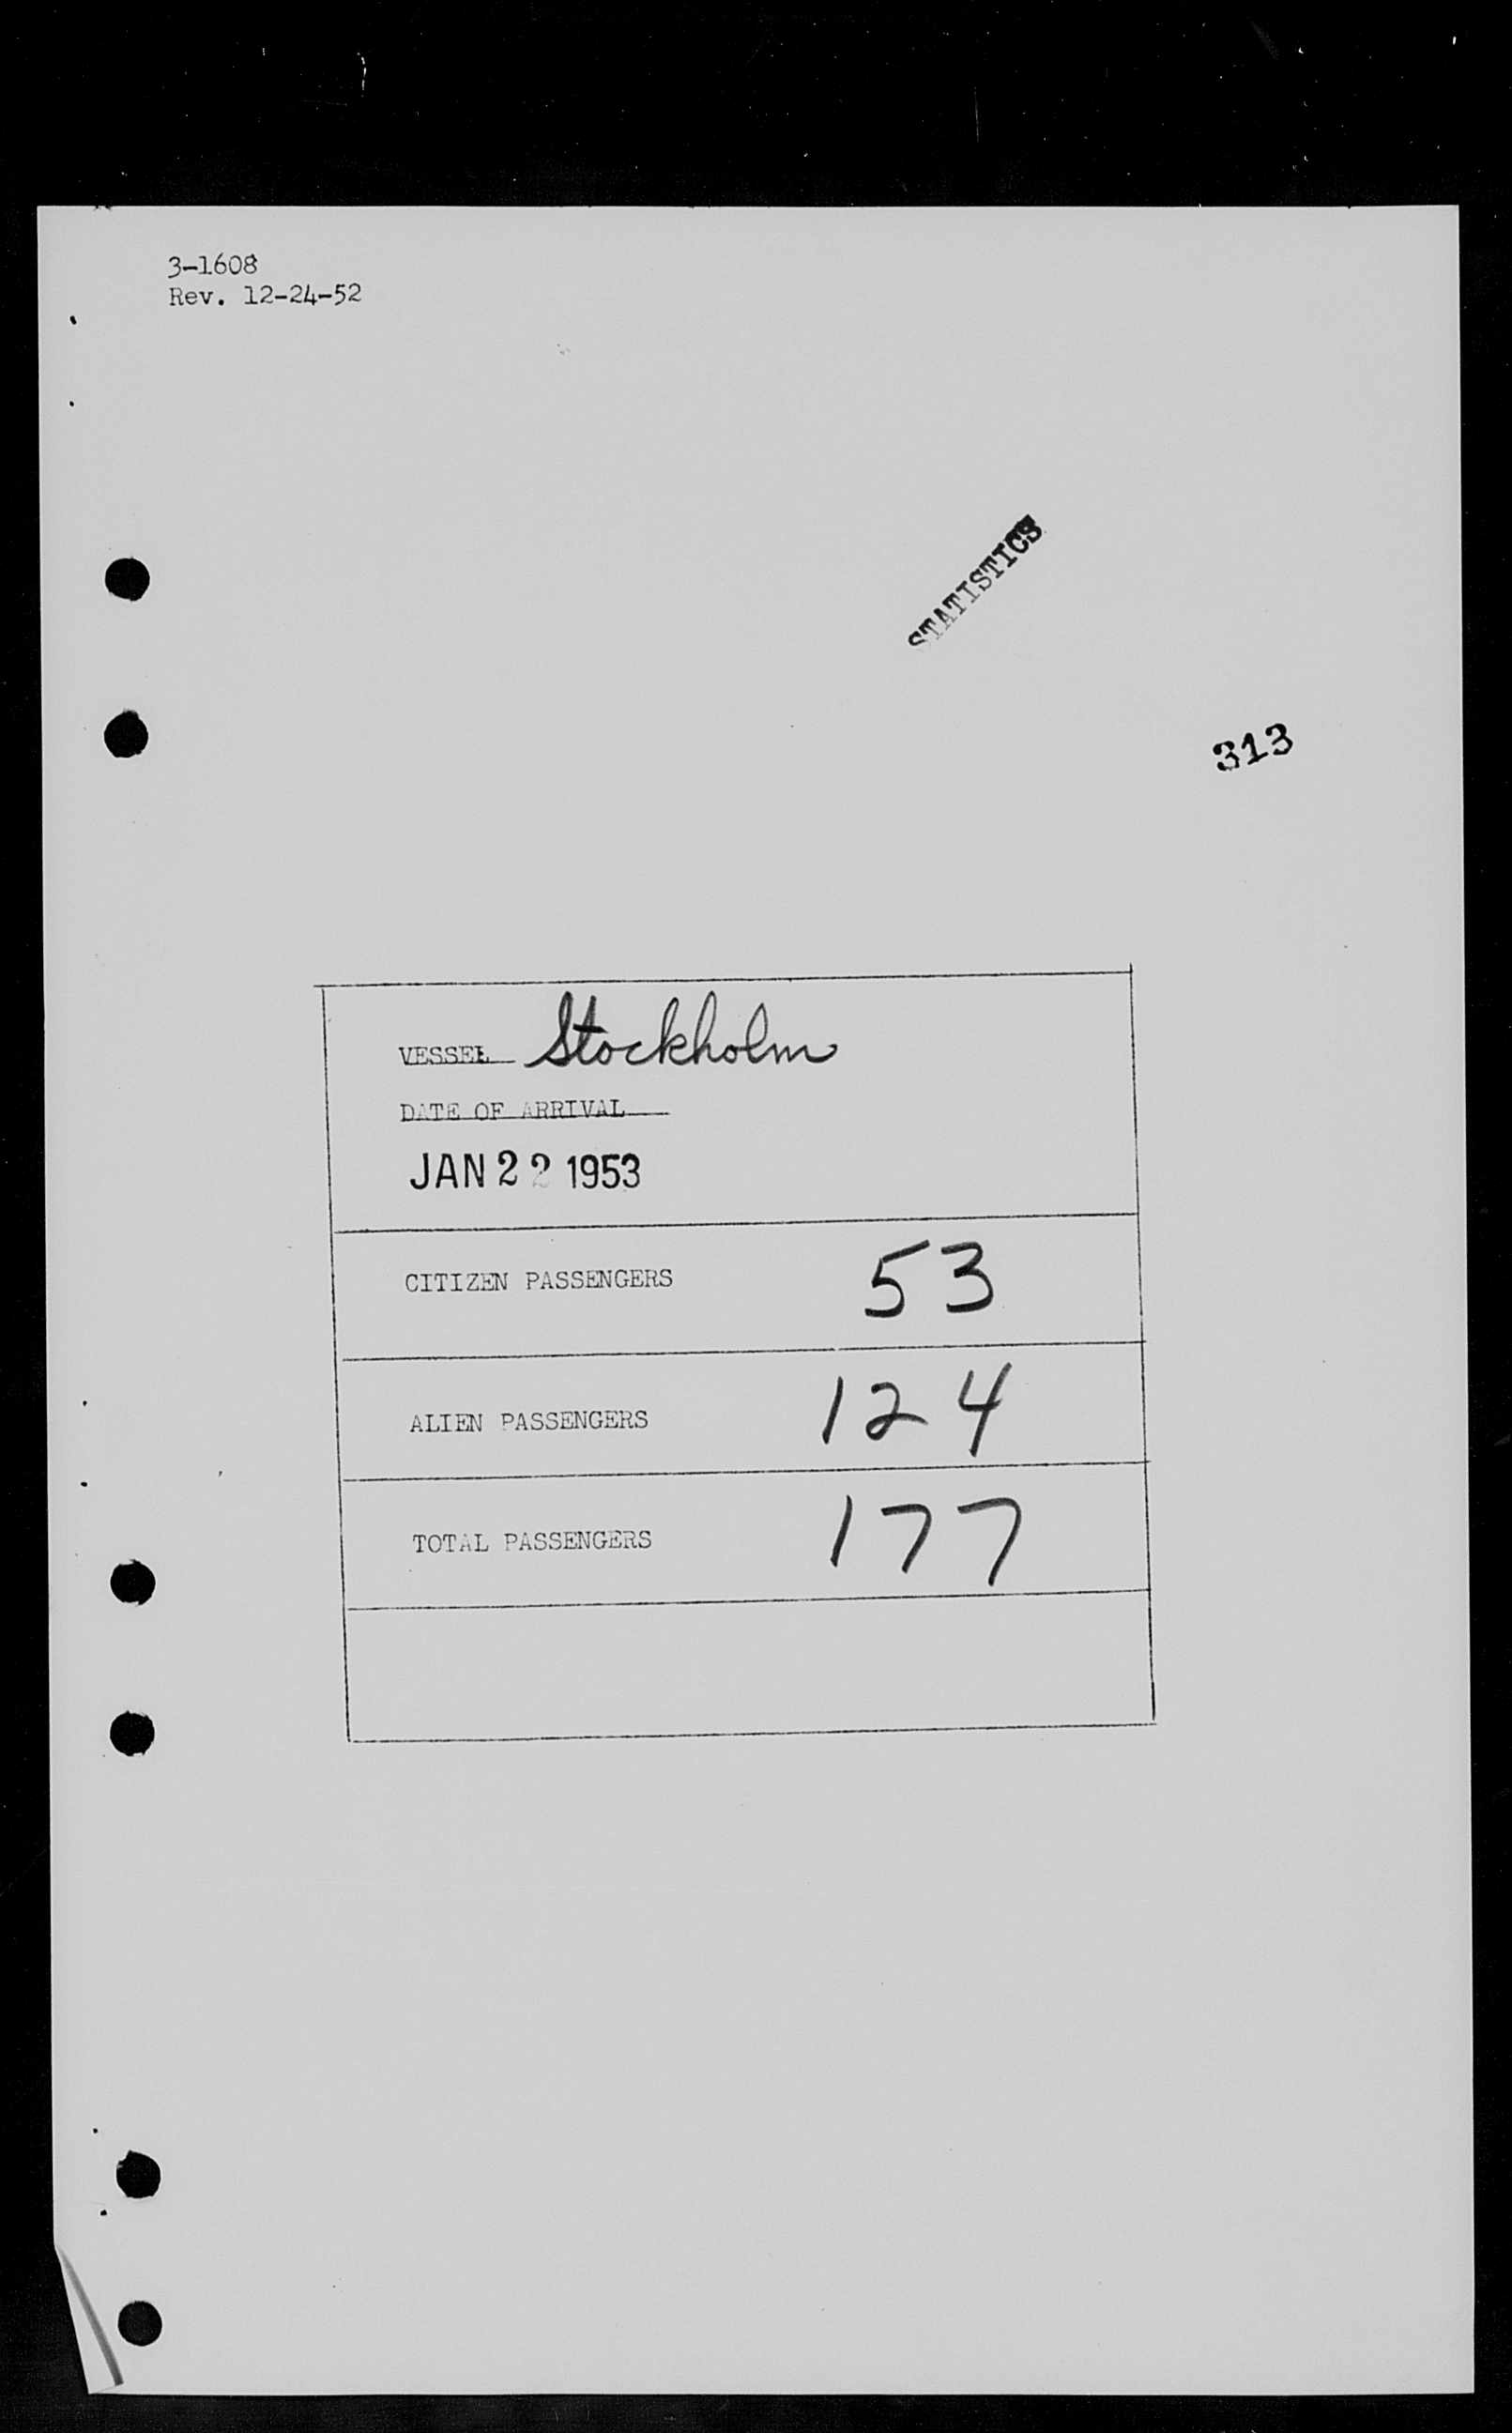 3-1608
Rev. 12-24-52
STATISTICS
313
VESSEL Stockholm
DATE OF ARRIVAL
JAN 22 1953
CITIZEN PASSENGERS 53
ALIEN PASSENGERS 124
TOTAL PASSENGERS 177